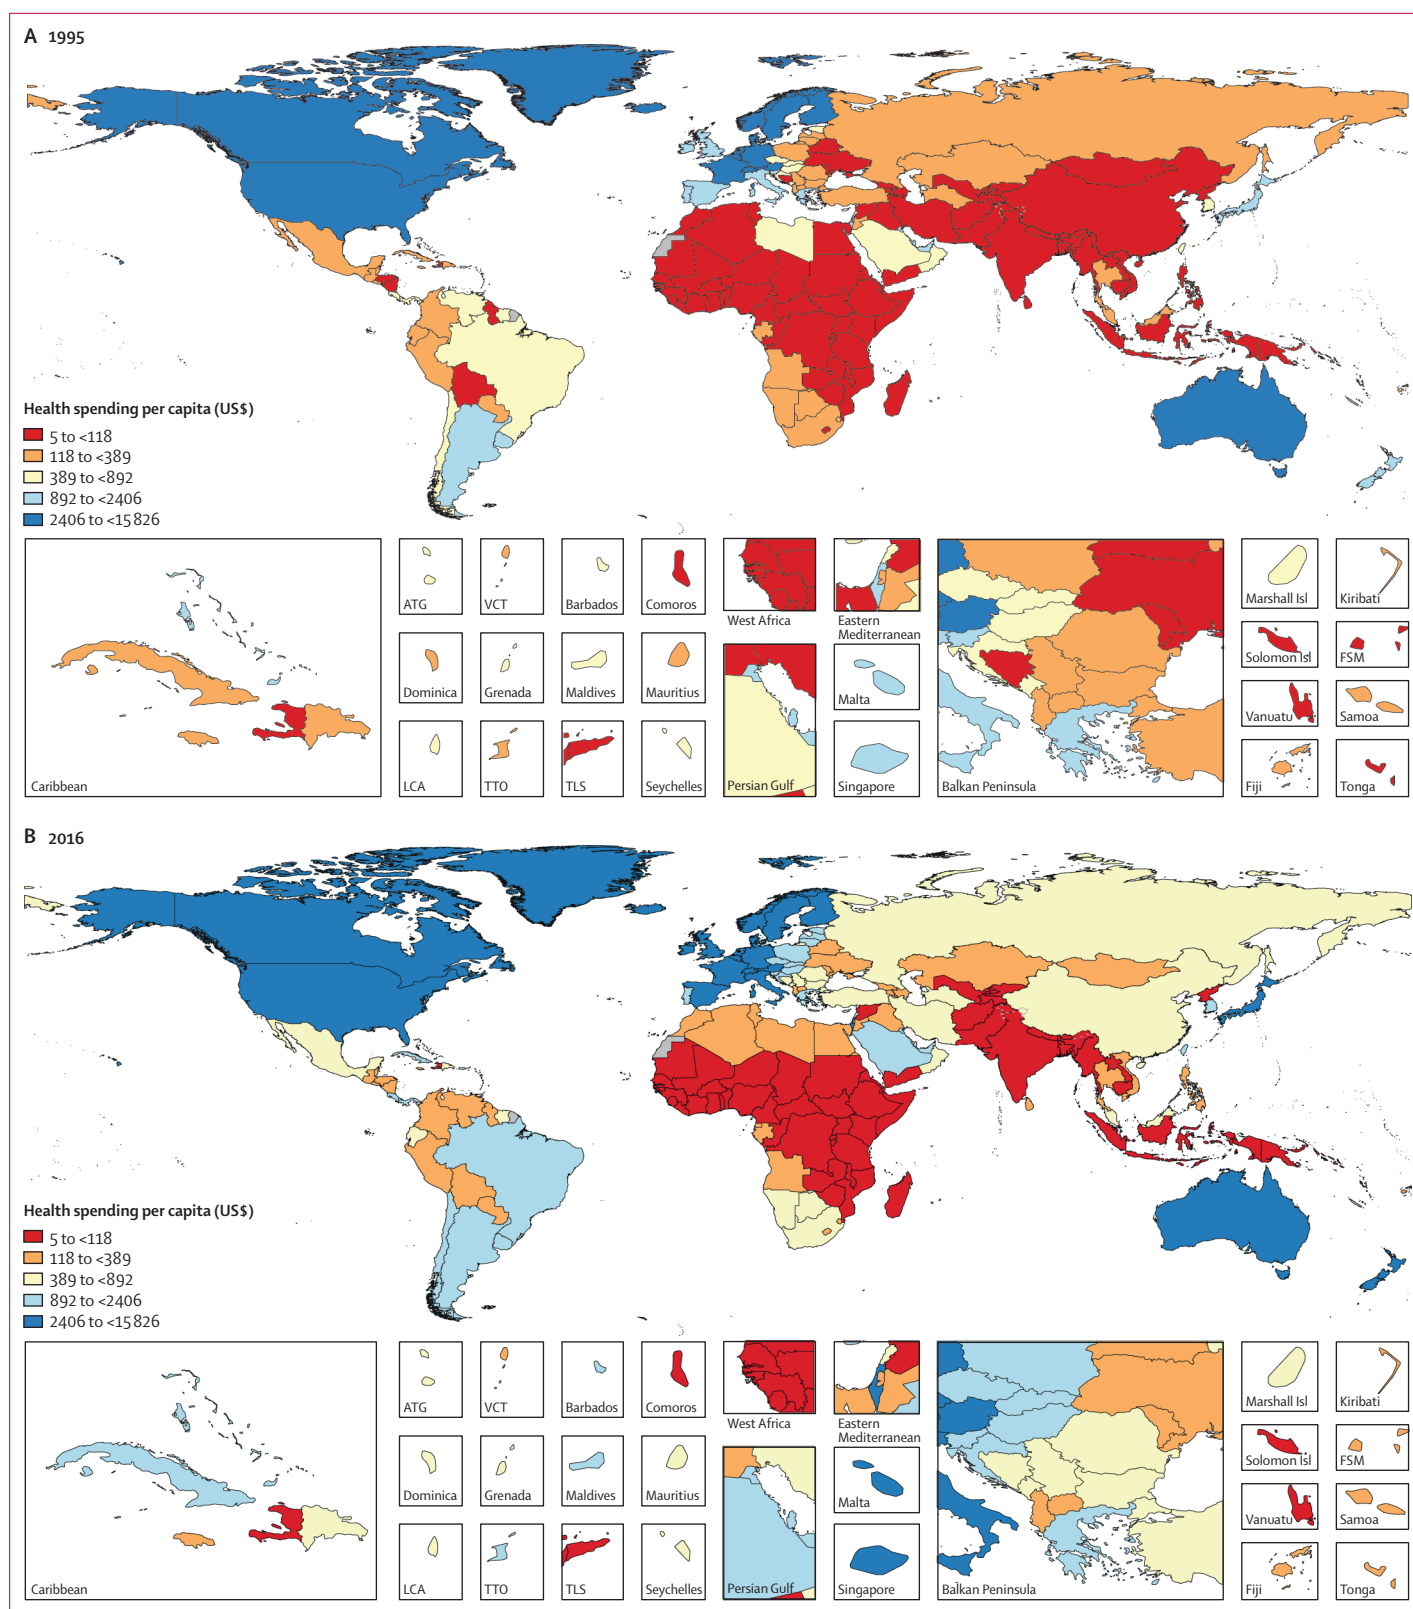 A 1995
Health spending per capita (US$)
5 to <118
118 to <389
389 to <892
892 to <2406
2406 to <15 826
Caribbean
ATG
VCT
Barbados
Comoros
Dominica
Grenada
Maldives
Mauritius
LCA
TTO
TLS
Seychelles
West Africa
Eastern
Mediterranean
Persian Gulf
Malta
Singapore
Balkan Peninsula
Marshall Isl
Kiribati
Solomon Isl
FSM
Vanuatu
Samoa
Fiji
Tonga
B 2016
Health spending per capita (US$)
5 to <118
118 to <389
389 to <892
892 to <2406
2406 to <15 826
Caribbean
ATG
VCT
Barbados
Comoros
Dominica
Grenada
Maldives
Mauritius
LCA
TTO
TLS
Seychelles
West Africa
Eastern
Mediterranean
Persian Gulf
Malta
Singapore
Balkan Peninsula
Marshall Isl
Kiribati
Solomon Isl
FSM
Vanuatu
Samoa
Fiji
Tonga